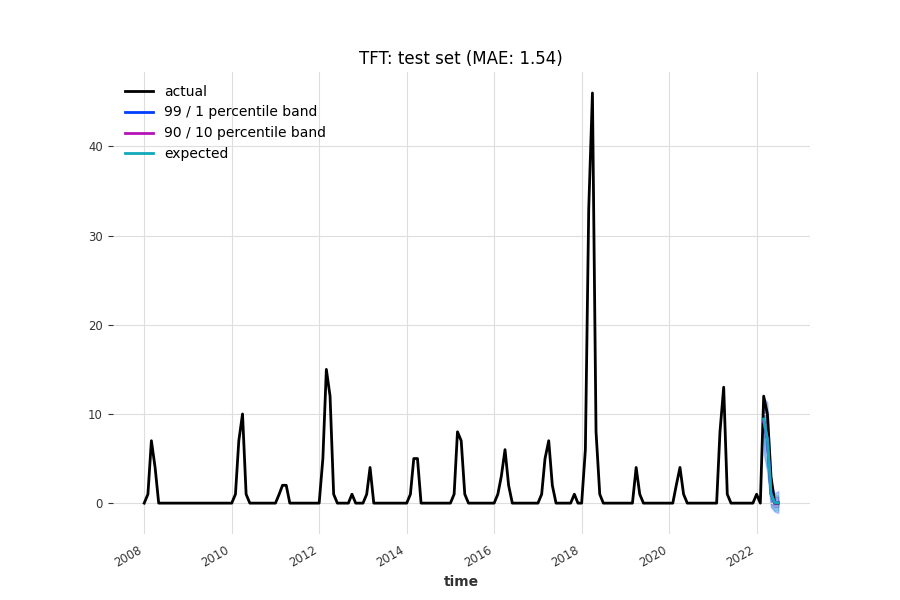 TFT: test set (MAE: 1.54)
actual
99 / 1 percentile band
90 / 10 percentile band
expected
40
30
20
10
0
2008
2010
2012
2014
2016
2018
2020
2022
time